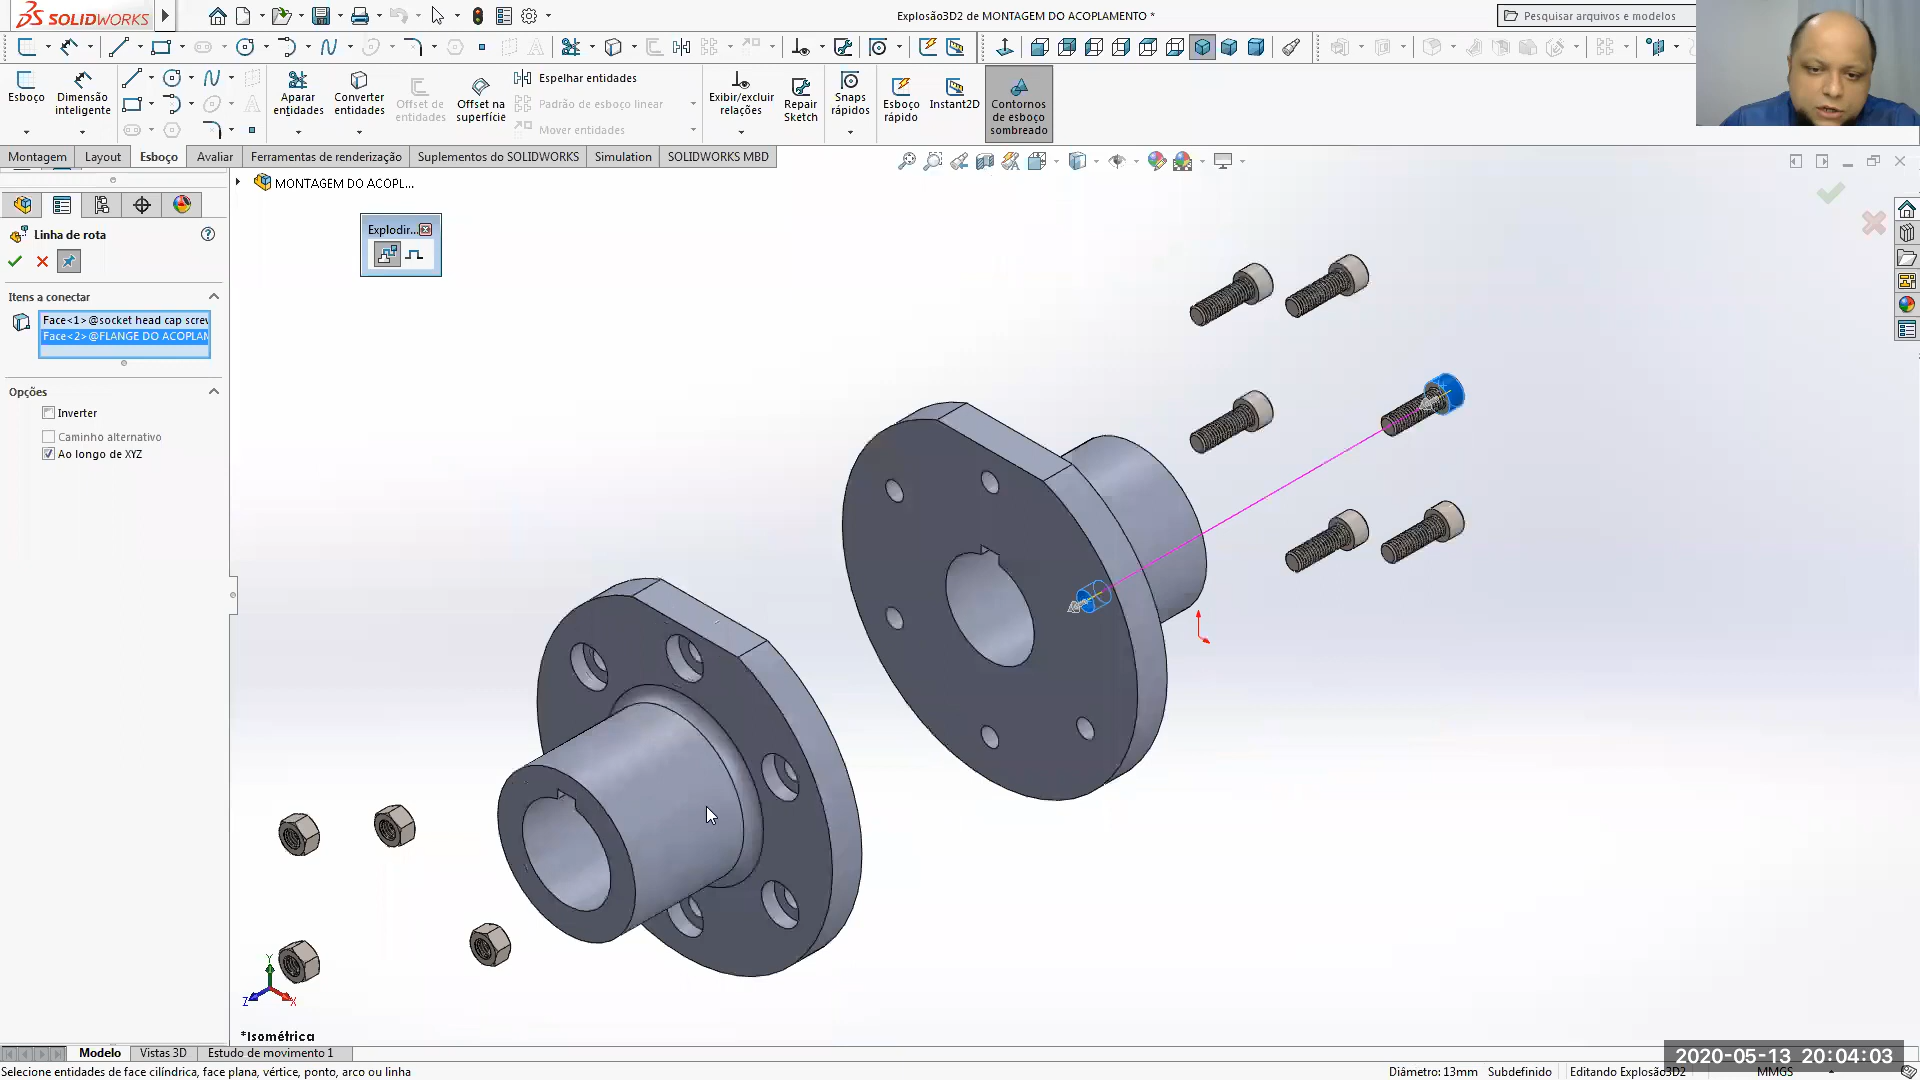 SOLIDWORKS
Explosão3D2 de MONTAGEM DO ACOPLAMENTO *
Pesquisar arquivos e modelos
Esboço
Dimensão inteligente
Aparar entidades
Converter entidades
Offset de entidades
Offset na superfície
Espelhar entidades
Padrão de esboço linear
Mover entidades
Exibir/excluir relações
Repair Sketch
Snaps rápidos
Esboço rápido
Instant2D
Contornos de esboço sombreado
Montagem
Layout
Esboço
Avaliar
Ferramentas de renderização
Suplementos do SOLIDWORKS
Simulation
SOLIDWORKS MBD
MONTAGEM DO ACOPL...
Linha de rota
Explodir...
Itens a conectar
Face<1>@socket head cap screw
Face<2>@FLANGE DO ACOPLAM
Opções
Inverter
Caminho alternativo
Ao longo de XYZ
Y
Z
X
*Isométrica
Modelo
Vistas 3D
Estudo de movimento 1
2020-05-13 20:04:03
Selecione entidades de face cilíndrica, face plana, vértice, ponto, arco ou linha
Diâmetro: 13mm
Subdefinido
Editando Explosão3D2
MMGS